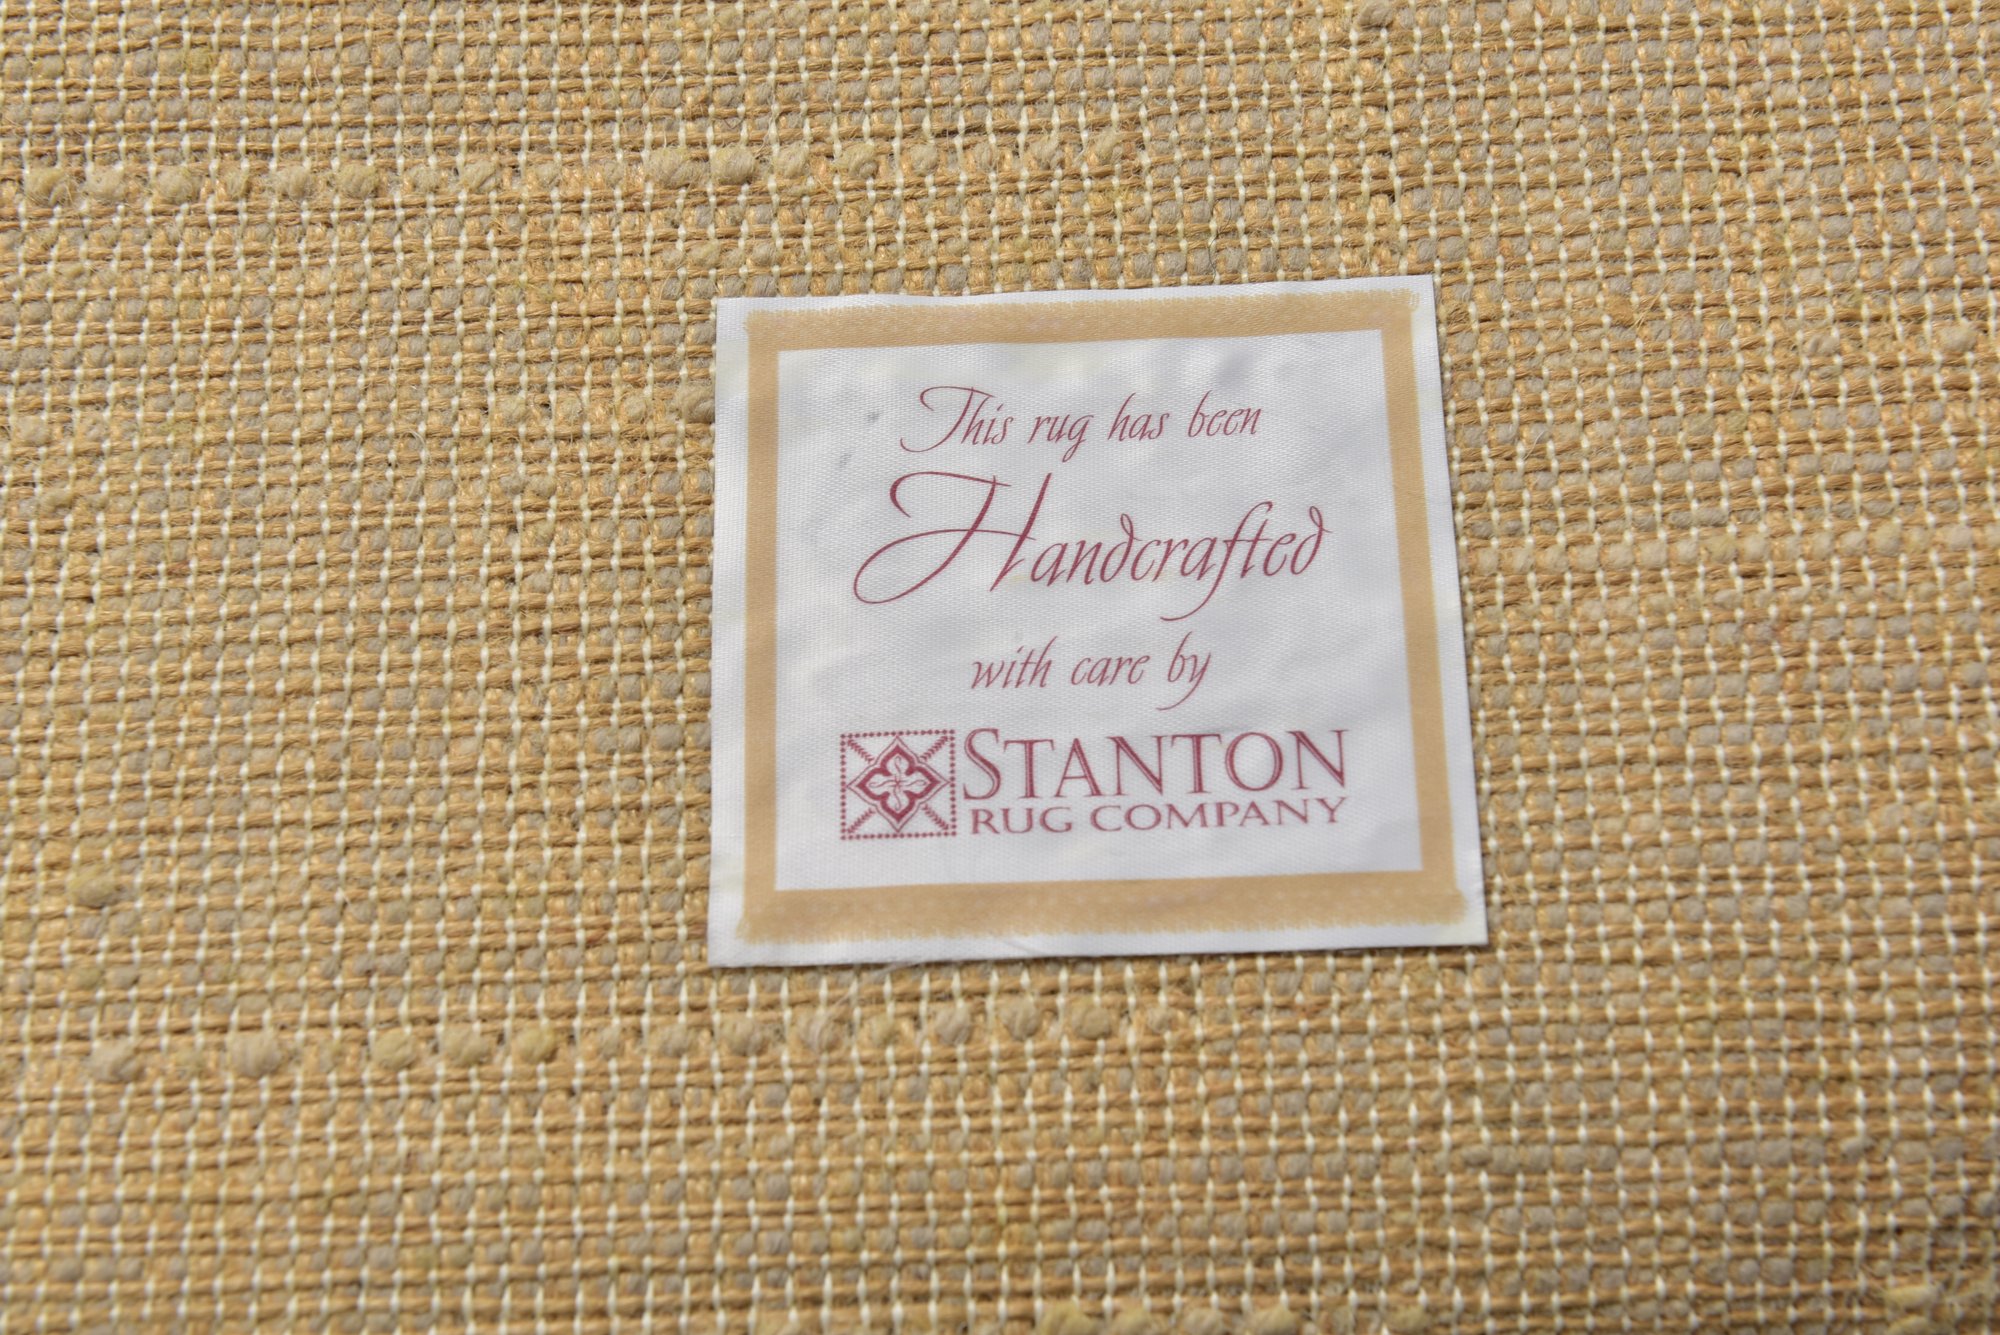 This rug has been
Handcrafted
with care by
STANTON
RUG COMPANY